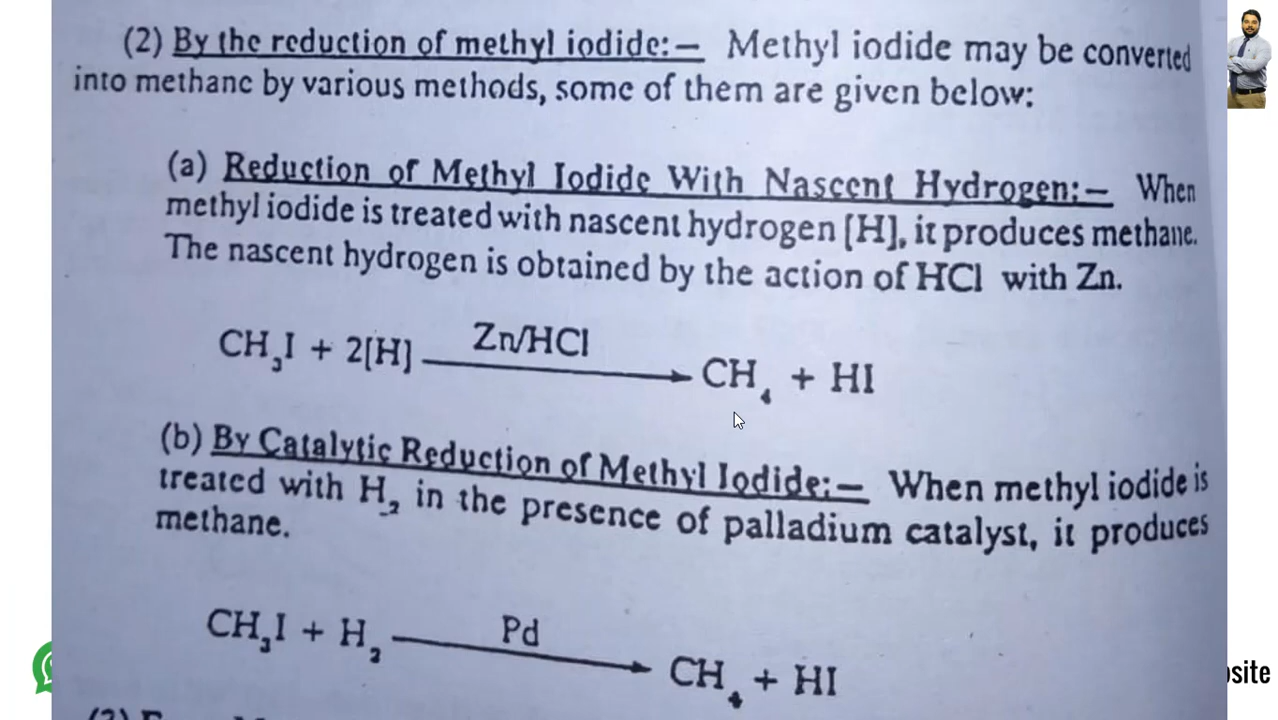 (2) By the reduction of methyl iodide:— Methyl iodide may be converted
into methane by various methods, some of them are given below:
(a) Reduction of Methyl Iodide With Nascent Hydrogen:— When
methyl iodide is treated with nascent hydrogen [H], it produces methane.
The nascent hydrogen is obtained by the action of HCl with Zn.
Zn/HCl
CH₃I + 2[H] → CH₄ + HI
(b) By Catalytic Reduction of Methyl Iodide:— When methyl iodide is
treated with H₂ in the presence of palladium catalyst, it produces
methane.
Pd
CH₃I + H₂ → CH₄ + HI